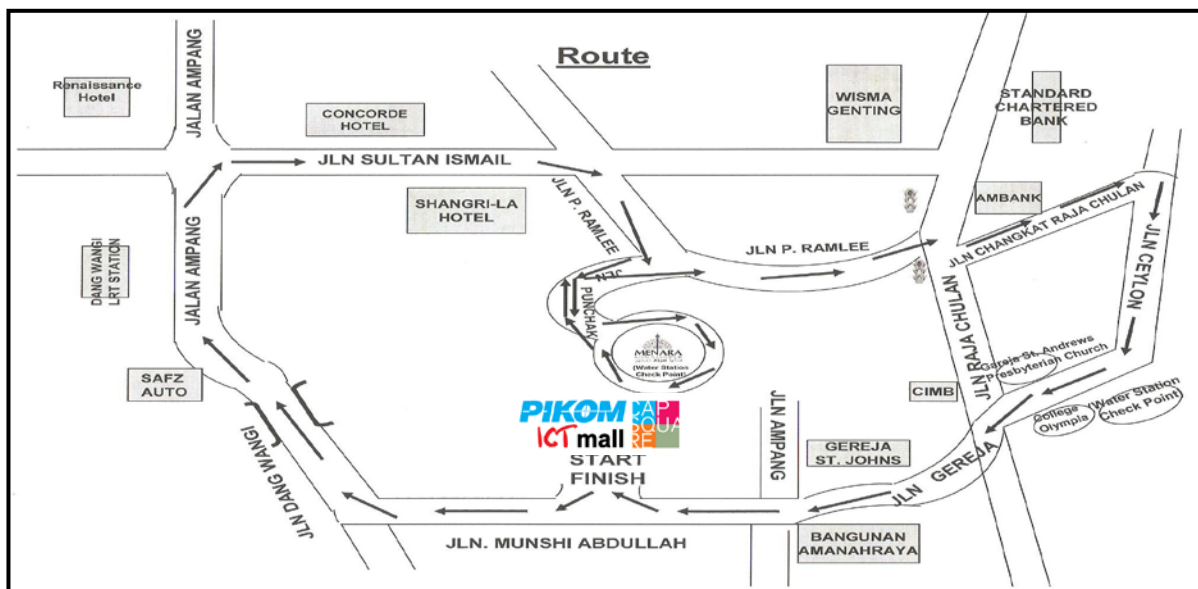 Route
Renaissance
Hotel
JALAN AMPANG
CONCORDE
HOTEL
WISMA
GENTING
STANDARD
CHARTERED
BANK
JLN SULTAN ISMAIL
SHANGRI-LA
HOTEL
JLN P. RAMLEE
AMBANK
JLN CHANGKAT RAJA CHULAN
DANG WANGI
LRT STATION
JALAN AMPANG
JLN
PUNCHAK
JLN P. RAMLEE
JLN CEYLON
MENARA
(Water Station
Check Point)
JLN RAJA CHULAN
Gareja St. Andrews
Presbyterian Church
SAFZ
AUTO
CIMB
College
Olympia
(Water Station
Check Point)
PIKOM
ICT mall
CAP
SQUA
RE
START
FINISH
JLN AMPANG
GEREJA
ST. JOHNS
JLN GEREJA
JLN DANG WANGI
JLN. MUNSHI ABDULLAH
BANGUNAN
AMANAHRAYA